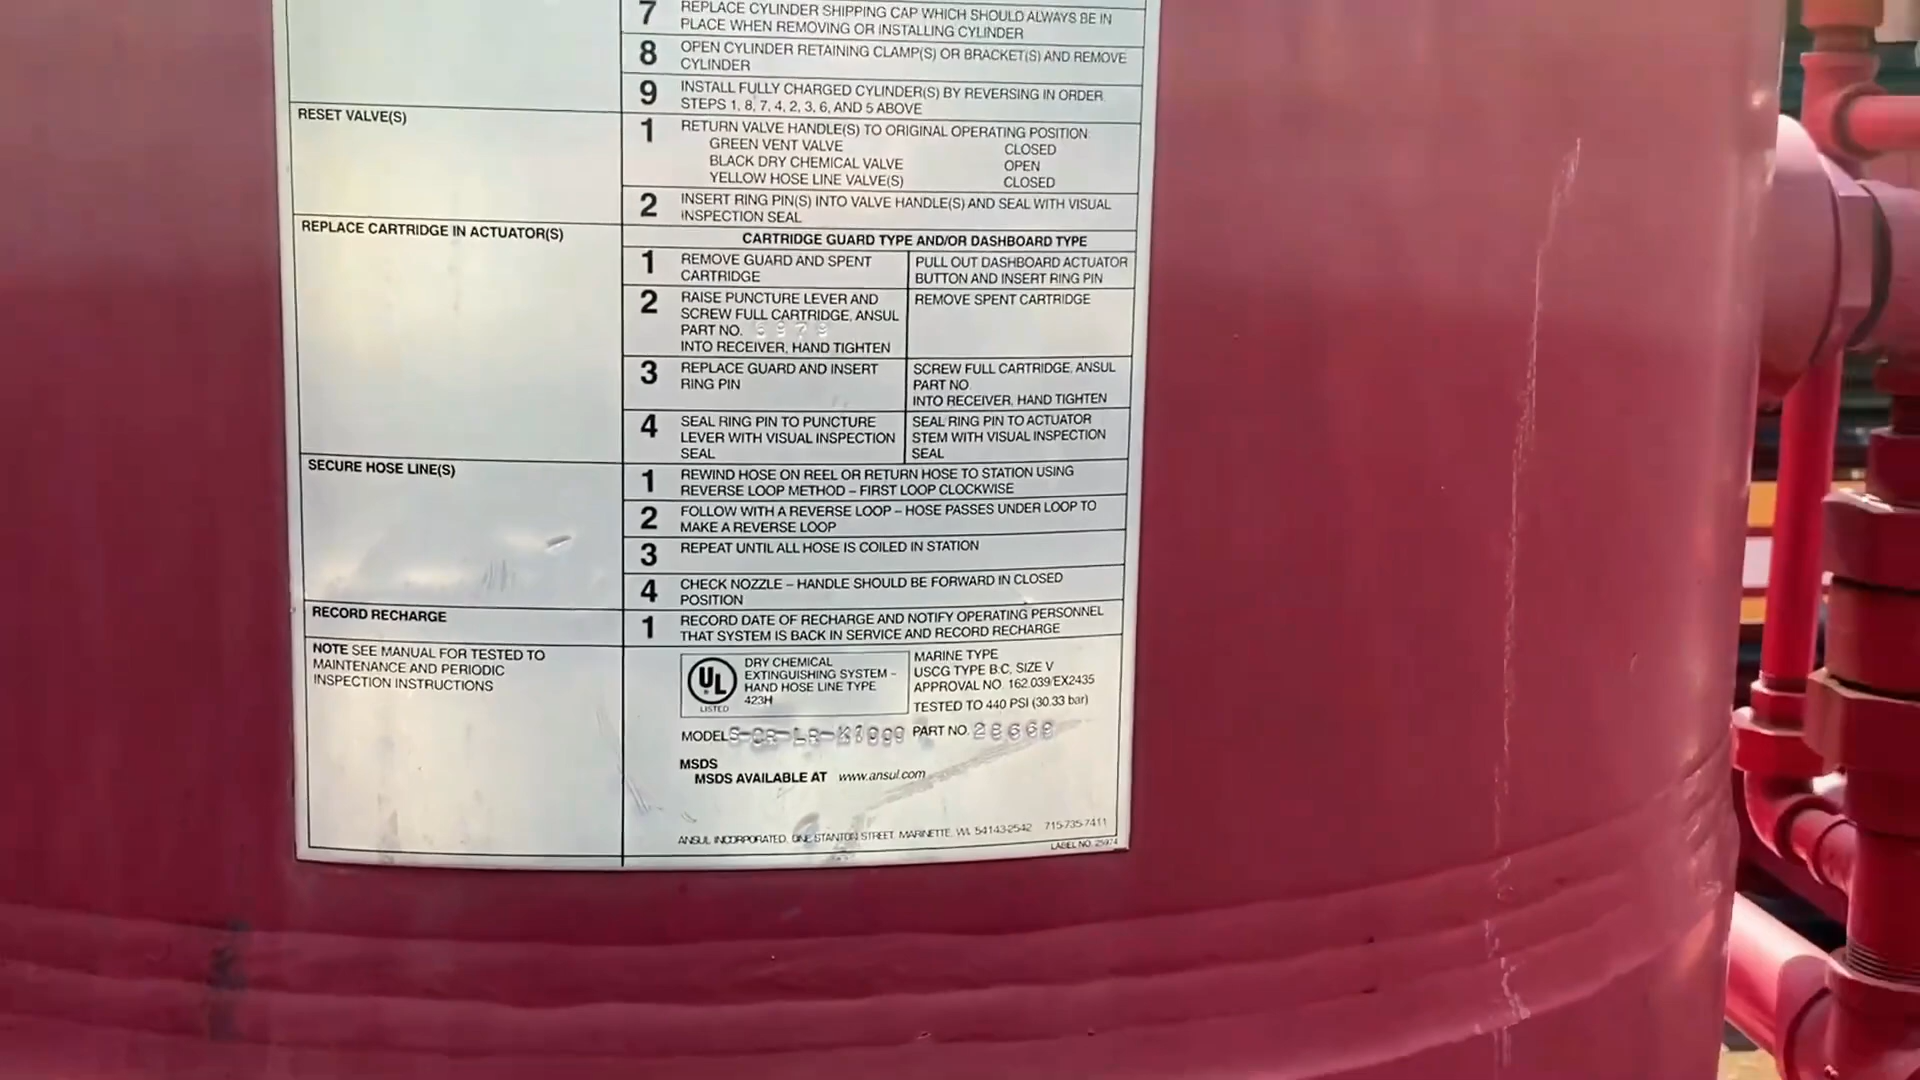 7 REPLACE CYLINDER SHIPPING CAP WHICH SHOULD ALWAYS BE IN
PLACE WHEN REMOVING OR INSTALLING CYLINDER
8 OPEN CYLINDER RETAINING CLAMP(S) OR BRACKET(S) AND REMOVE
CYLINDER
9 INSTALL FULLY CHARGED CYLINDER(S) BY REVERSING IN ORDER
STEPS 1, 8, 7, 4, 2, 3, 6, AND 5 ABOVE
RESET VALVE(S)
1 RETURN VALVE HANDLE(S) TO ORIGINAL OPERATING POSITION
GREEN VENT VALVE CLOSED
BLACK DRY CHEMICAL VALVE OPEN
YELLOW HOSE LINE VALVE(S) CLOSED
2 INSERT RING PIN(S) INTO VALVE HANDLE(S) AND SEAL WITH VISUAL
INSPECTION SEAL
REPLACE CARTRIDGE IN ACTUATOR(S)
CARTRIDGE GUARD TYPE AND/OR DASHBOARD TYPE
1 REMOVE GUARD AND SPENT
CARTRIDGE
PULL OUT DASHBOARD ACTUATOR
BUTTON AND INSERT RING PIN
2 RAISE PUNCTURE LEVER AND
SCREW FULL CARTRIDGE, ANSUL
PART NO.
INTO RECEIVER, HAND TIGHTEN
REMOVE SPENT CARTRIDGE
3 REPLACE GUARD AND INSERT
RING PIN
SCREW FULL CARTRIDGE, ANSUL
PART NO.
INTO RECEIVER, HAND TIGHTEN
4 SEAL RING PIN TO PUNCTURE
LEVER WITH VISUAL INSPECTION
SEAL
SEAL RING PIN TO ACTUATOR
STEM WITH VISUAL INSPECTION
SEAL
SECURE HOSE LINE(S)
1 REWIND HOSE ON REEL OR RETURN HOSE TO STATION USING
REVERSE LOOP METHOD – FIRST LOOP CLOCKWISE
2 FOLLOW WITH A REVERSE LOOP – HOSE PASSES UNDER LOOP TO
MAKE A REVERSE LOOP
3 REPEAT UNTIL ALL HOSE IS COILED IN STATION
4 CHECK NOZZLE – HANDLE SHOULD BE FORWARD IN CLOSED
POSITION
RECORD RECHARGE
1 RECORD DATE OF RECHARGE AND NOTIFY OPERATING PERSONNEL
THAT SYSTEM IS BACK IN SERVICE AND RECORD RECHARGE
NOTE SEE MANUAL FOR TESTED TO
MAINTENANCE AND PERIODIC
INSPECTION INSTRUCTIONS
UL
LISTED
DRY CHEMICAL
EXTINGUISHING SYSTEM –
HAND HOSE LINE TYPE
423H
MARINE TYPE
USCG TYPE B:C, SIZE V
APPROVAL NO. 162.039/EX2435
TESTED TO 440 PSI (30.33 bar)
MODEL PART NO. 28668
MSDS
MSDS AVAILABLE AT www.ansul.com
ANSUL INCORPORATED, ONE STANTON STREET, MARINETTE, WI. 54143-2542 715-735-7411
LABEL NO. 25974